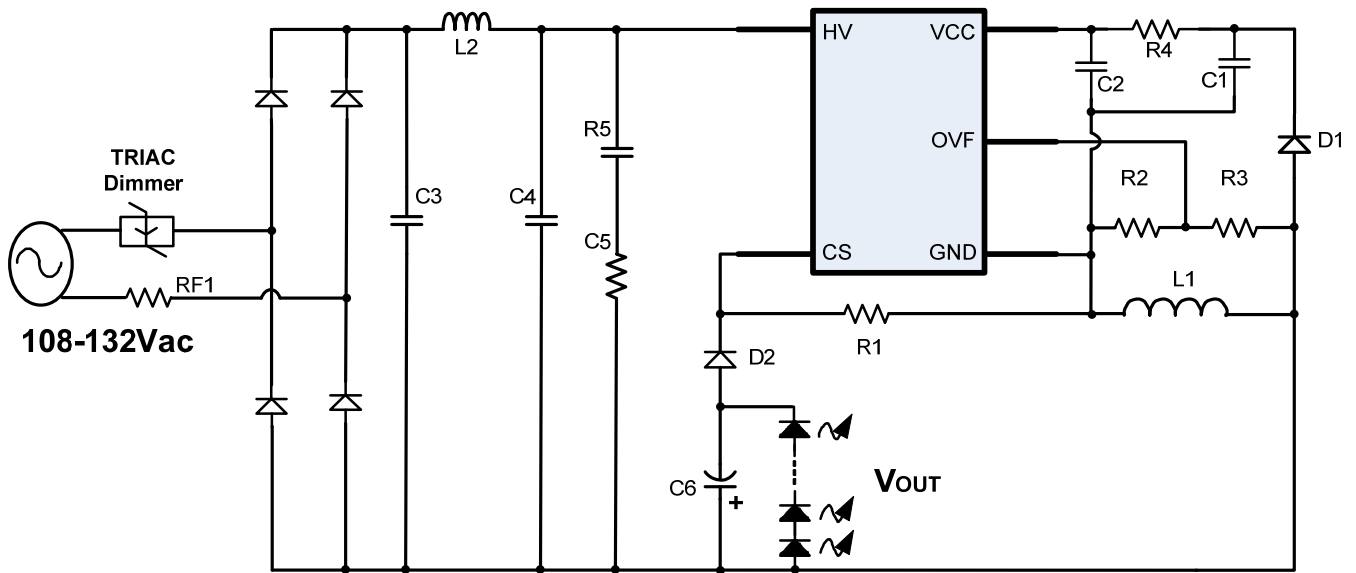 L2
HV
VCC
R4
C2
C1
R5
OVF
D1
TRIAC
Dimmer
R2
R3
C3
C4
C5
CS
GND
RF1
L1
108-132Vac
R1
D2
VOUT
C6
+